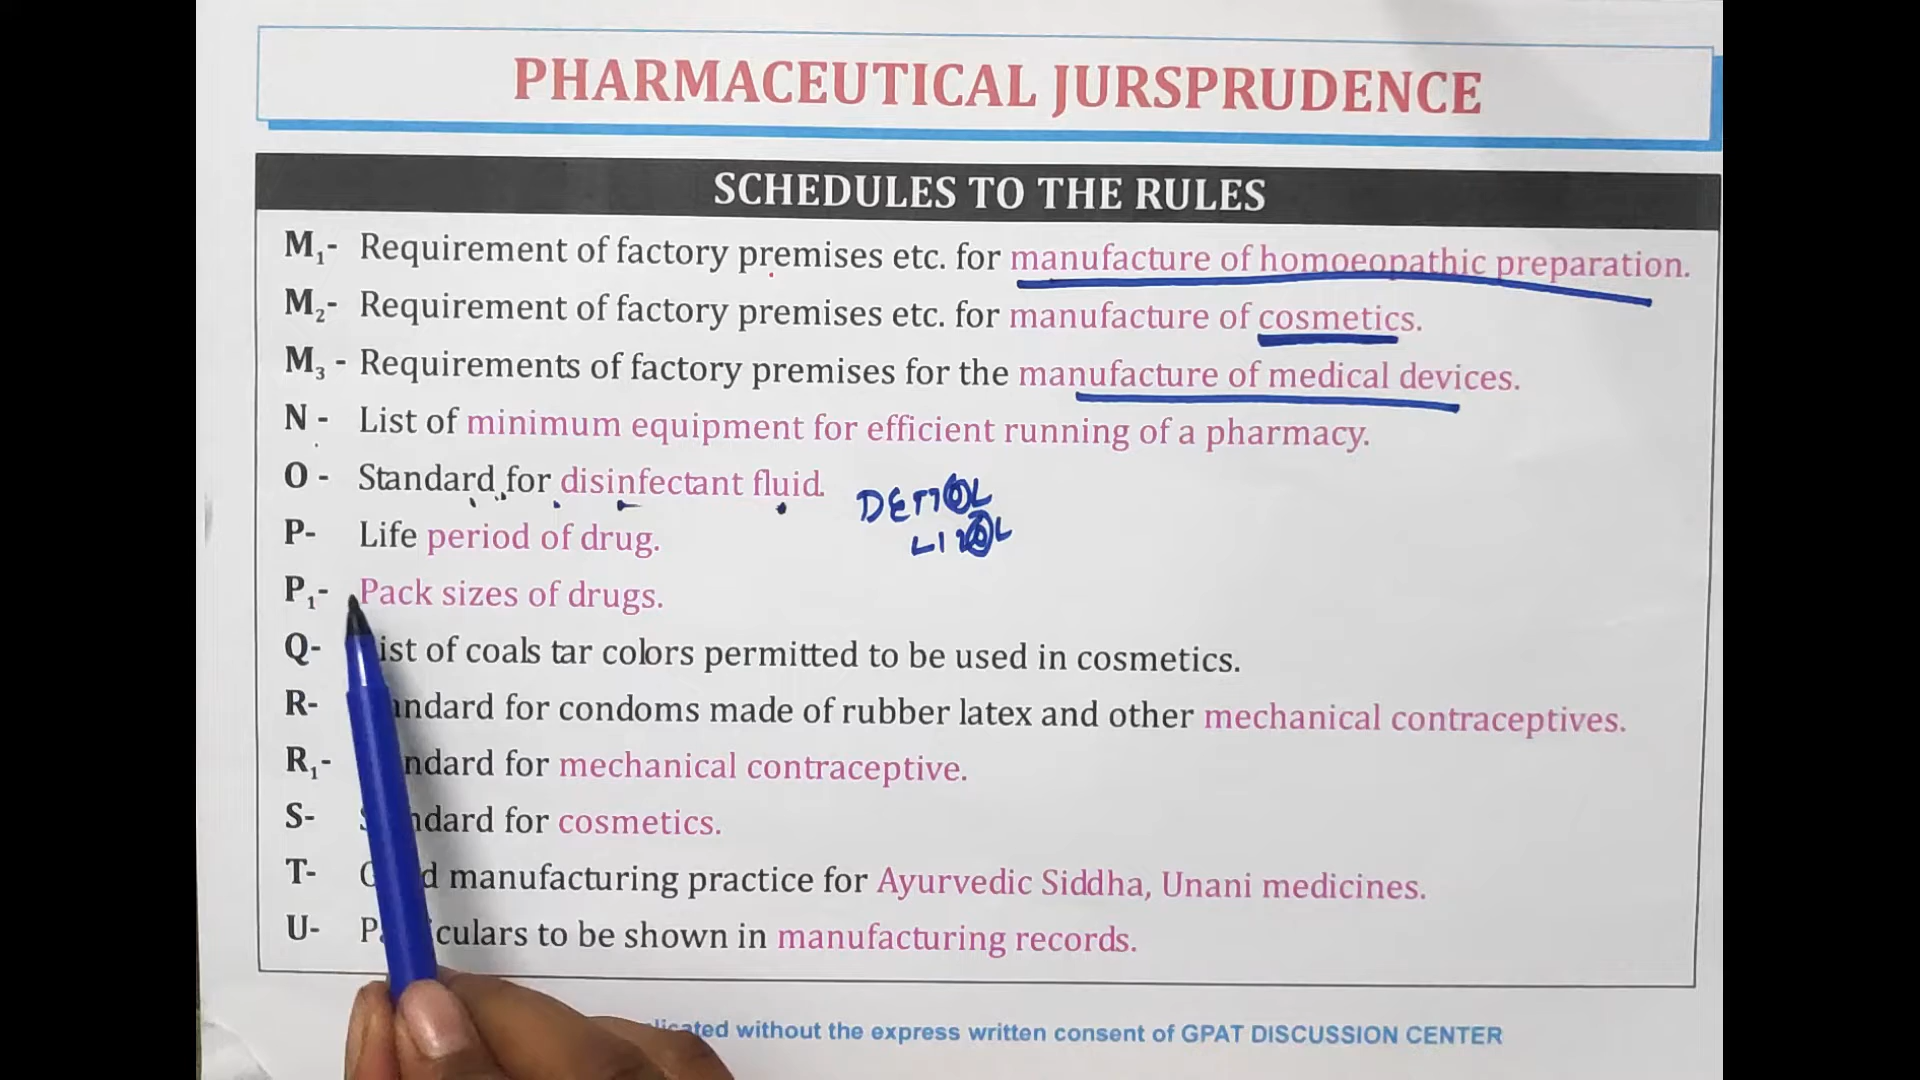 PHARMACEUTICAL JURSPRUDENCE
SCHEDULES TO THE RULES
M₁- Requirement of factory premises etc. for manufacture of homoeopathic preparation.
M₂- Requirement of factory premises etc. for manufacture of cosmetics.
M₃ - Requirements of factory premises for the manufacture of medical devices.
N - List of minimum equipment for efficient running of a pharmacy.
O - Standard for disinfectant fluid.
DETTOL
P- Life period of drug.
LIZOL
P₁- Pack sizes of drugs.
Q- ist of coals tar colors permitted to be used in cosmetics.
R- ndard for condoms made of rubber latex and other mechanical contraceptives.
R₁- ndard for mechanical contraceptive.
S- ndard for cosmetics.
T- d manufacturing practice for Ayurvedic Siddha, Unani medicines.
U- culars to be shown in manufacturing records.
without the express written consent of GPAT DISCUSSION CENTER